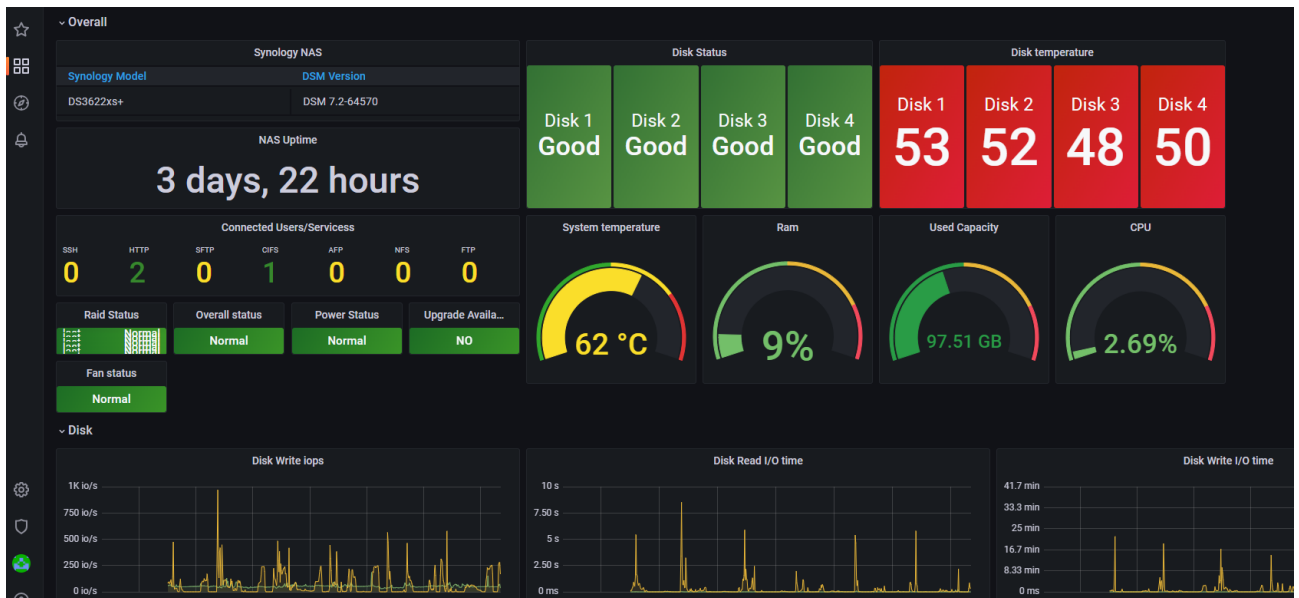 Overall
Synology NAS
Synology Model DSM Version
DS3622xs+ DSM 7.2-64570
NAS Uptime
3 days, 22 hours
Disk Status
Disk 1 Disk 2 Disk 3 Disk 4
Good Good Good Good
Disk temperature
Disk 1 Disk 2 Disk 3 Disk 4
53 52 48 50
Connected Users/Servicess
SSH HTTP SFTP CIFS AFP NFS FTP
0 2 0 1 0 0 0
Raid Status Overall status Power Status Upgrade Availa...
Normal Normal Normal NO
Fan status
Normal
System temperature Ram Used Capacity CPU
62 °C 9% 97.51 GB 2.69%
Disk
Disk Write iops
1K io/s
750 io/s
500 io/s
250 io/s
0 io/s
Disk Read I/O time
10 s
7.50 s
5 s
2.50 s
0 ms
Disk Write I/O time
41.7 min
33.3 min
25 min
16.7 min
8.33 min
0 ms